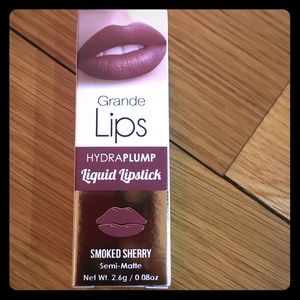 Grande
Lips
HYDRAPLUMP
Liquid Lipstick
SMOKED SHERRY
Semi-Matte
Net Wt. 2.6g / 0.08oz